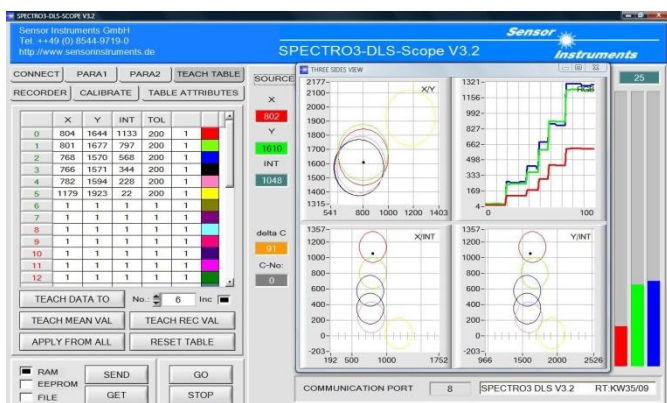 SPECTRO3-DLS-SCOPE V3.2
Sensor Instruments GmbH
Tel. ++49 (0) 8544-9719-0
http://www.sensorinstruments.de
SPECTRO3-DLS-Scope V3.2
Sensor
Instruments
CONNECT PARA1 PARA2 TEACH TABLE
RECORDER CALIBRATE TABLE ATTRIBUTES
X Y INT TOL
0 804 1644 1133 200 1
1 801 1677 797 200 1
2 768 1570 568 200 1
3 766 1571 344 200 1
4 782 1594 228 200 1
5 1179 1923 22 200 1
6 1 1 1 1 1
7 1 1 1 1 1
8 1 1 1 1 1
9 1 1 1 1 1
10 1 1 1 1 1
11 1 1 1 1 1
12 1 1 1 1 1
TEACH DATA TO No.: 6 Inc
TEACH MEAN VAL TEACH REC VAL
APPLY FROM ALL RESET TABLE
RAM
EEPROM
FILE
SEND GO
GET STOP
SOURCE
X
802
Y
1610
INT
1048
delta C
91
C-No:
0
THREE SIDES VIEW
X/Y
2177-
2100-
2000-
1900-
1800-
1700-
1600-
1500-
1400-
1315-
541 800 1000 1200 1403
RGB
1321-
1156-
992-
827-
662-
498-
333-
169-
4-
0 100
X/INT
1357-
1200-
1000-
800-
600-
400-
200-
0-
-203-
192 500 1000 1752
Y/INT
1357-
1200-
1000-
800-
600-
400-
200-
0-
-203-
966 1500 2000 2526
25
COMMUNICATION PORT 8 SPECTRO3 DLS V3.2 RT:KW35/09